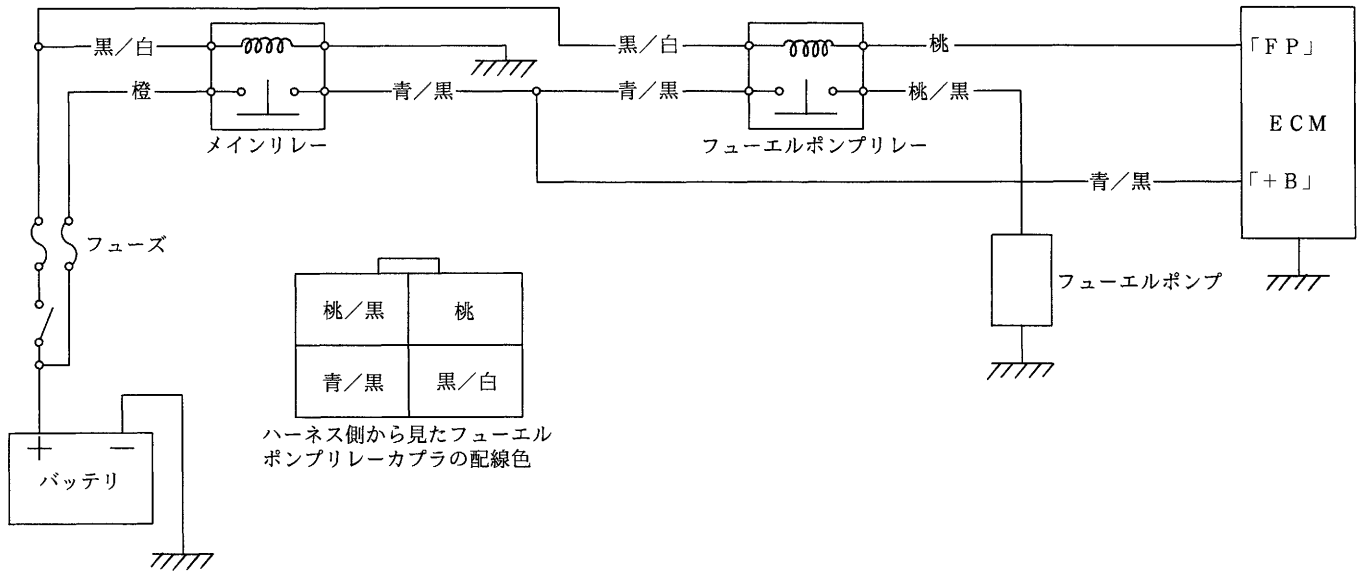 黒／白
黒／白
桃
「FP」
橙
青／黒
青／黒
桃／黒
メインリレー
フューエルポンプリレー
ECM
青／黒
「＋B」
フューズ
フューエルポンプ
桃／黒
桃
青／黒
黒／白
ハーネス側から見たフューエル
ポンプリレーカプラの配線色
＋
－
バッテリ